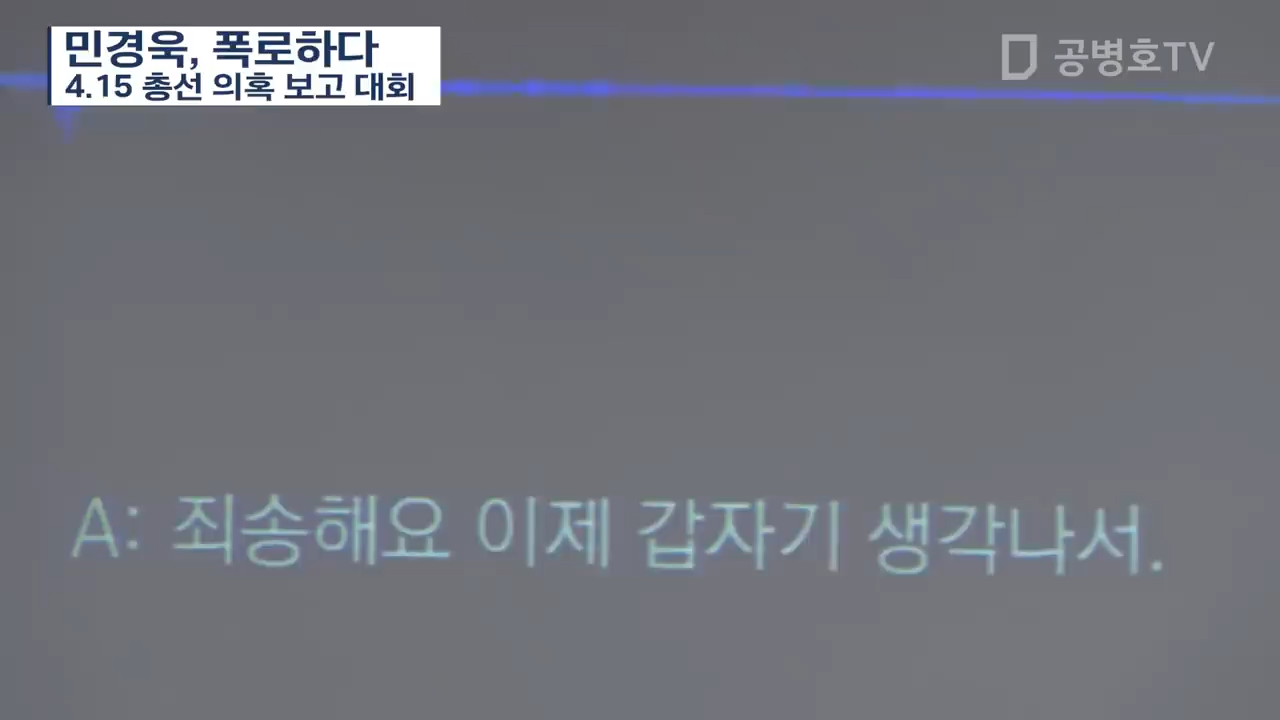 민경욱, 폭로하다
4.15 총선 의혹 보고 대회
공병호TV
A: 죄송해요 이제 갑자기 생각나서.